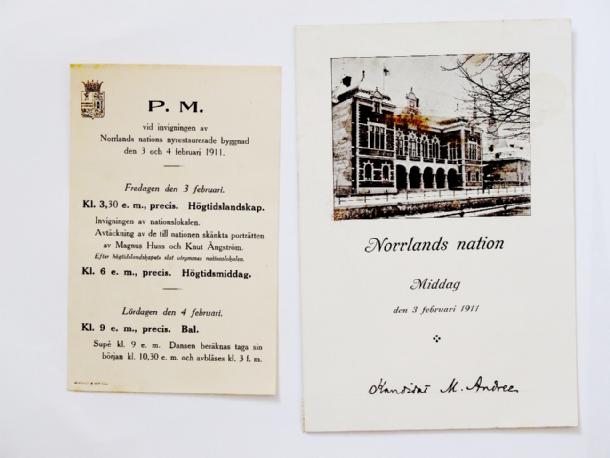 P. M.
vid invigningen av
Norrlands nations nyrestaurerade byggnad
den 3 och 4 februari 1911.
Fredagen den 3 februari.
Kl. 3,30 e. m., precis. Högtidslandskap.
Invigningen av nationslokalen.
Avtäckning av de till nationen skänkta porträtten
av Magnus Huss och Knut Ångström.
Efter högtidslandskapets slut utrymmes nationslokalen.
Kl. 6 e. m., precis. Högtidsmiddag.
Lördagen den 4 februari.
Kl. 9 e. m., precis. Bal.
Supé kl. 9 e. m. Dansen beräknas taga sin
början kl. 10,30 e. m. och avblåses kl. 3 f. m.
Norrlands nation
Middag
den 3 februari 1911
Kandidat M. Andree